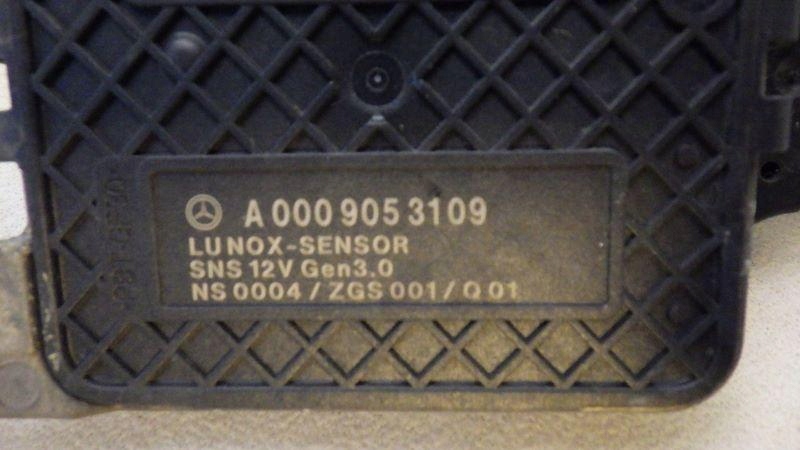 A 000 905 3109
LU NOX-SENSOR
SNS 12V Gen3.0
NS 0004 / ZGS 001 / Q 01